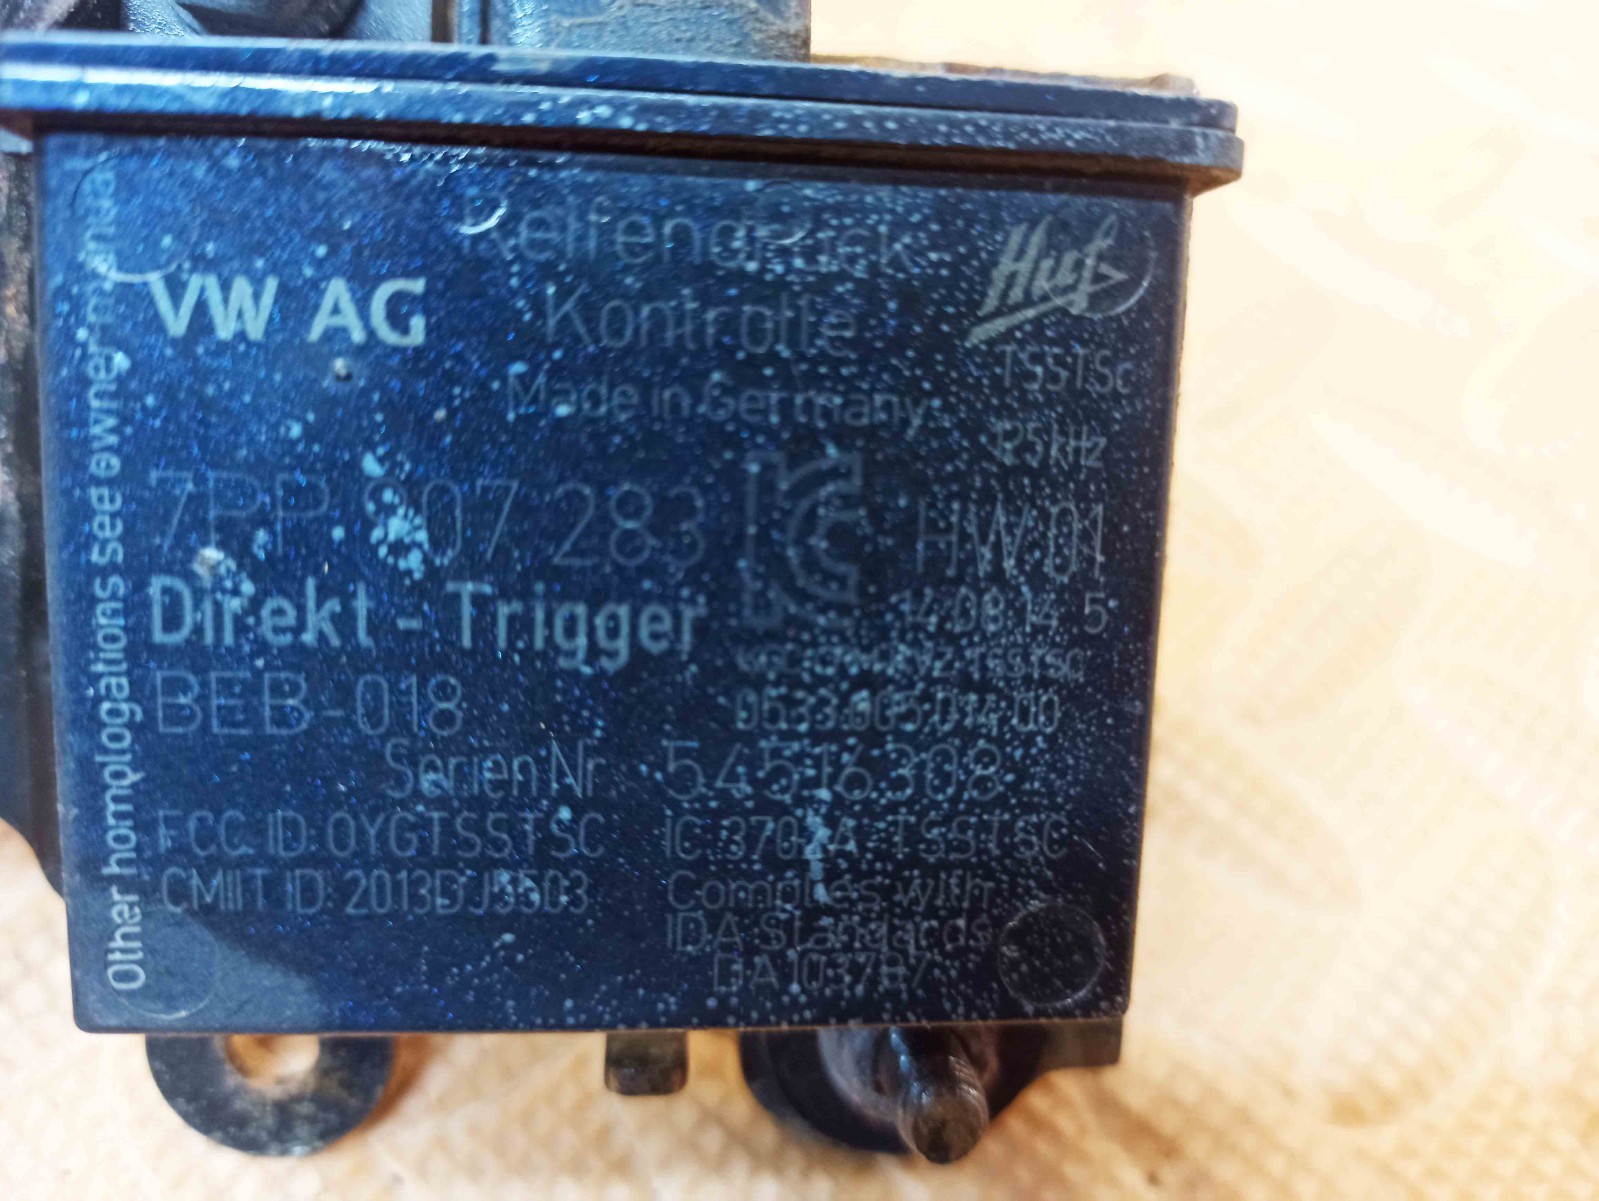 Reifendruck
Kontrolle
VW AG
Huf
TSSTSc
Made in Germany
125 kHz
7PP 907 283
HW 01
Direkt - Trigger
14.08.14 5
BEB-018
Serien Nr. 54516308
FCC ID: OYGTSSTSC IC: 3702A-TSSTSC
CMIIT ID: 2013DJ5503
Complies with
IDA Standards
DA103787
Other homologations see owner manual